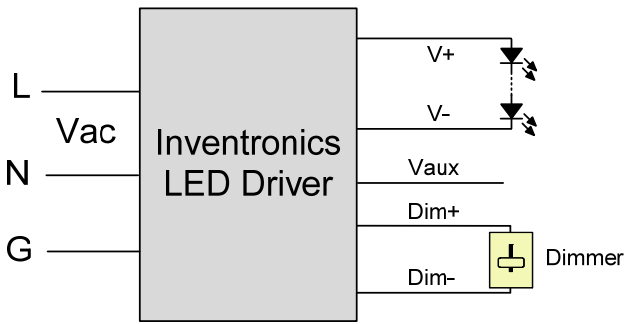 L
Vac
N
G
Inventronics
LED Driver
V+
V-
Vaux
Dim+
Dim-
Dimmer